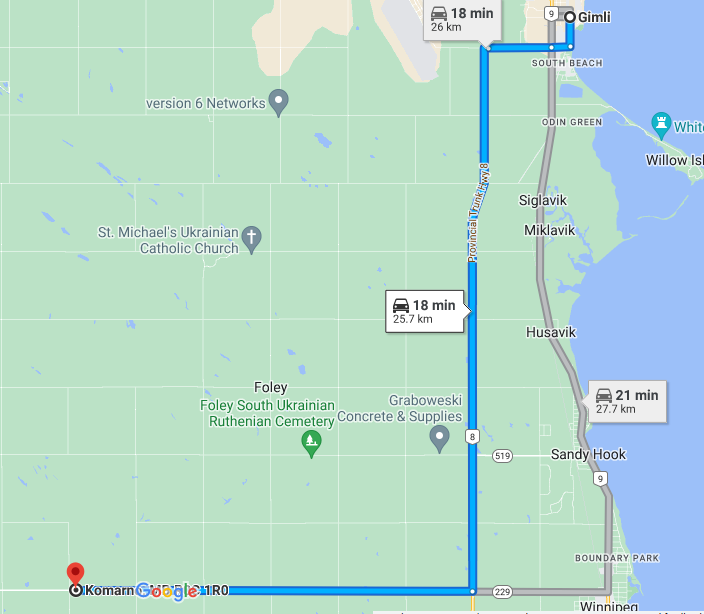 18 min
26 km
9
Gimli
SOUTH BEACH
version 6 Networks
ODIN GREEN
White
Willow Isl
Provincial Trunk Hwy 8
Siglavik
St. Michael's Ukrainian
Catholic Church
Miklavik
18 min
25.7 km
Husavik
Foley
21 min
27.7 km
Foley South Ukrainian
Ruthenian Cemetery
Graboweski
Concrete & Supplies
8
519
Sandy Hook
9
BOUNDARY PARK
Komarn
Google
1R0
229
Winnipeg